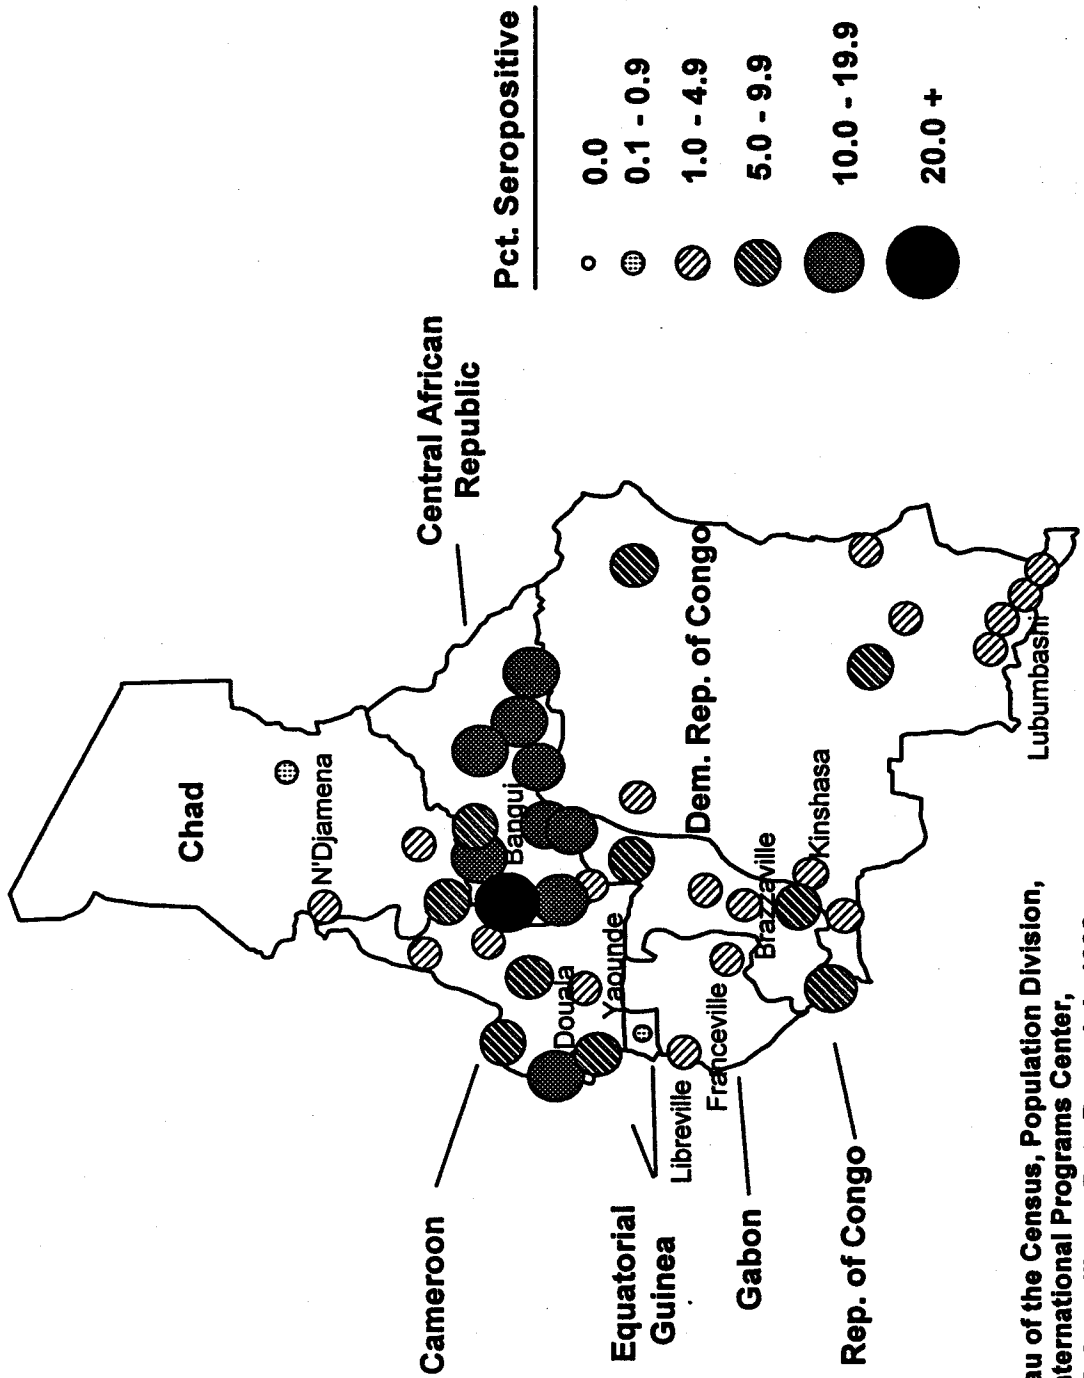 Chad
N'Djamena
Central African
Republic
Cameroon
Bangui
Douala
Yaounde
Equatorial
Guinea
Libreville
Franceville
Gabon
Rep. of Congo
Brazzaville
Kinshasa
Dem. Rep. of Congo
Lubumbashi
Pct. Seropositive
0.0
0.1 - 0.9
1.0 - 4.9
5.0 - 9.9
10.0 - 19.9
20.0 +
au of the Census, Population Division,
nternational Programs Center,